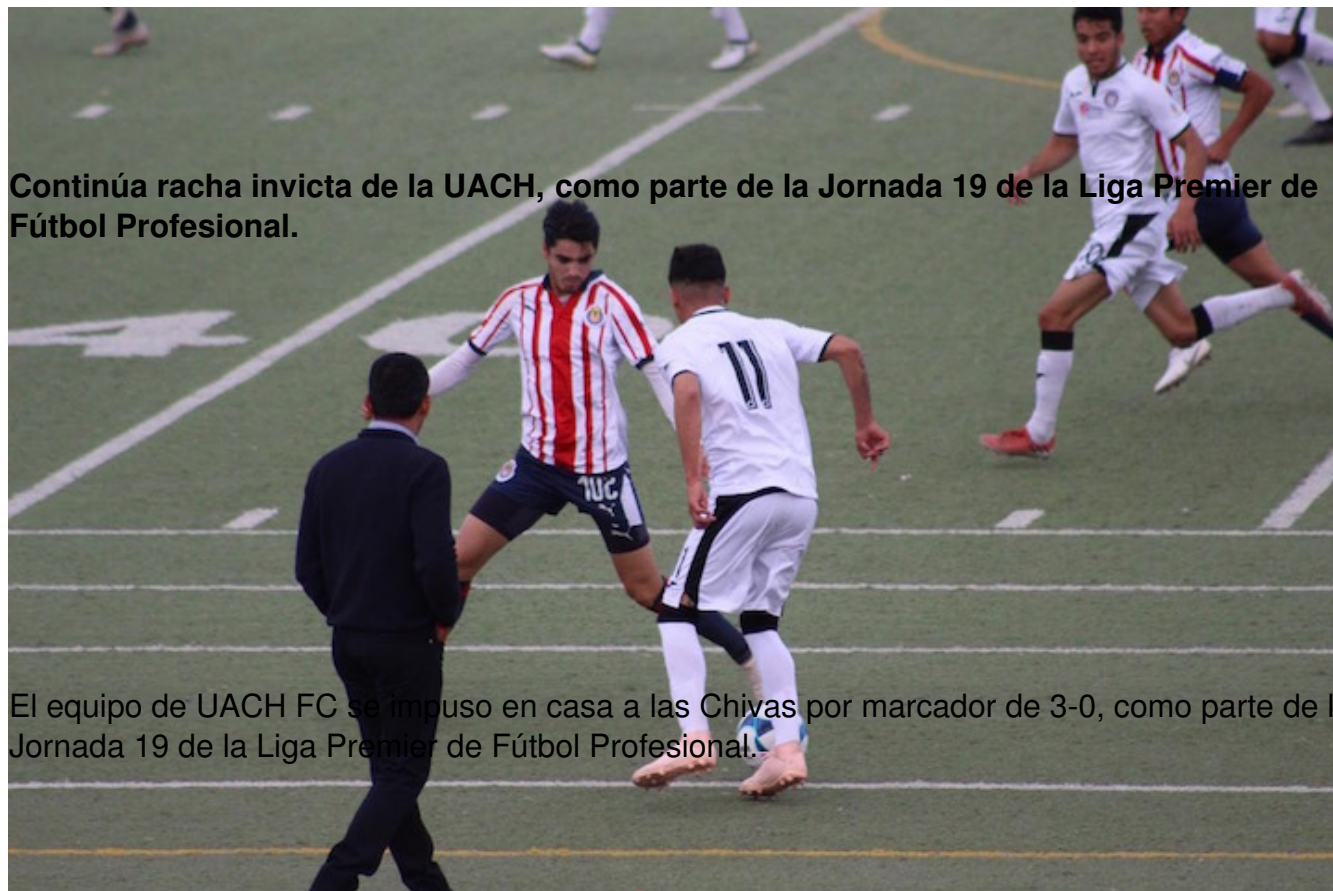 Continúa racha invicta de la UACH, como parte de la Jornada 19 de la Liga Premier de
Fútbol Profesional.
4
11
102
El equipo de UACH FC se impuso en casa a las Chivas por marcador de 3-0, como parte de l
Jornada 19 de la Liga Premier de Fútbol Profesional.